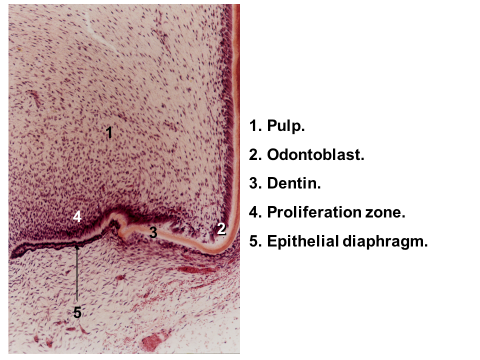 1
4
3
2
5
1. Pulp.
2. Odontoblast.
3. Dentin.
4. Proliferation zone.
5. Epithelial diaphragm.